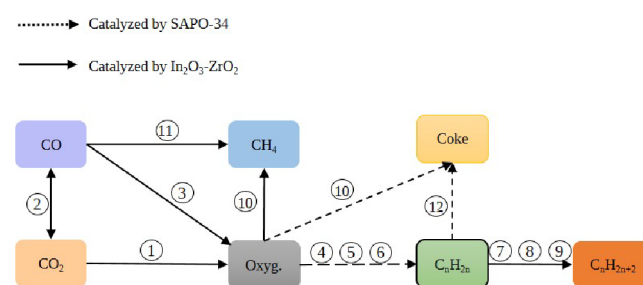 Catalyzed by SAPO-34
Catalyzed by In₂O₃-ZrO₂
CO
⑪
CH₄
Coke
②
③
⑩
⑩
⑫
CO₂
①
Oxyg.
④ ⑤ ⑥
CₙH₂ₙ
⑦ ⑧ ⑨
CₙH₂ₙ₊₂